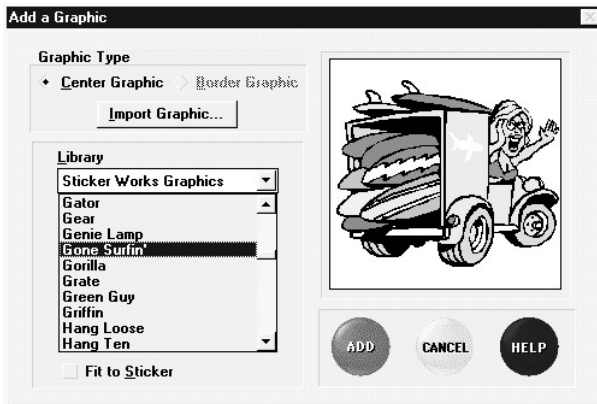 Add a Graphic
Graphic Type
Center Graphic
Border Graphic
Import Graphic...
Library
Sticker Works Graphics
Gator
Gear
Genie Lamp
Gone Surfin'
Gorilla
Grate
Green Guy
Griffin
Hang Loose
Hang Ten
Fit to Sticker
ADD
CANCEL
HELP